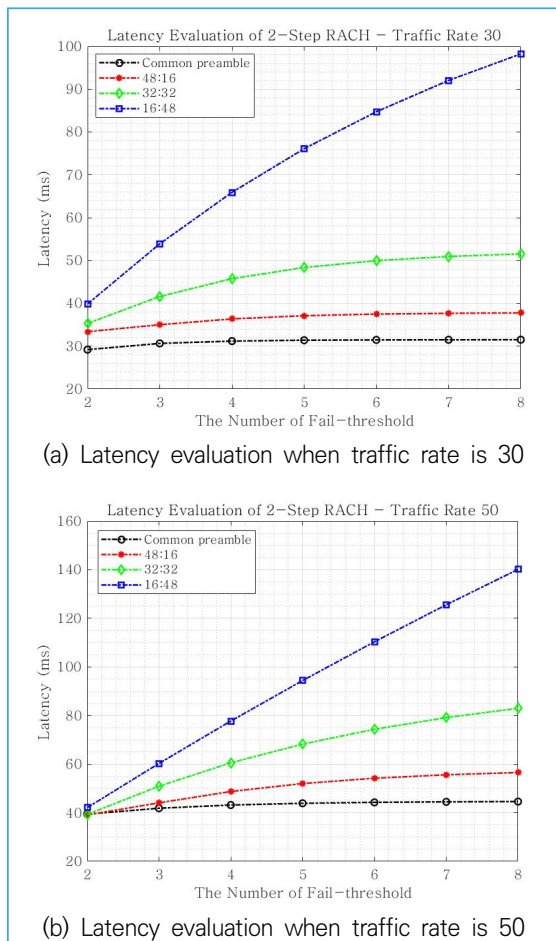 Latency Evaluation of 2-Step RACH - Traffic Rate 30
100
90
80
70
60
50
40
30
20
Latency (ms)
Common preamble
48:16
32:32
16:48
2 3 4 5 6 7 8
The Number of Fail-threshold
(a) Latency evaluation when traffic rate is 30
Latency Evaluation of 2-Step RACH - Traffic Rate 50
160
140
120
100
80
60
40
20
Latency (ms)
Common preamble
48:16
32:32
16:48
2 3 4 5 6 7 8
The Number of Fail-threshold
(b) Latency evaluation when traffic rate is 50